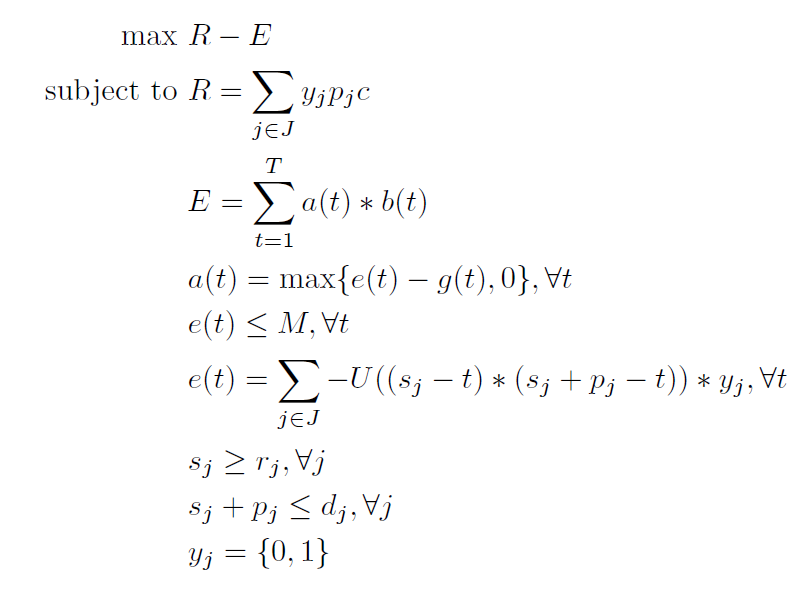 max R − E
subject to R = ∑_{j∈J} y_j p_j c
E = ∑_{t=1}^{T} a(t) ∗ b(t)
a(t) = max{e(t) − g(t), 0}, ∀t
e(t) ≤ M, ∀t
e(t) = ∑_{j∈J} −U((s_j − t) ∗ (s_j + p_j − t)) ∗ y_j, ∀t
s_j ≥ r_j, ∀j
s_j + p_j ≤ d_j, ∀j
y_j = {0, 1}